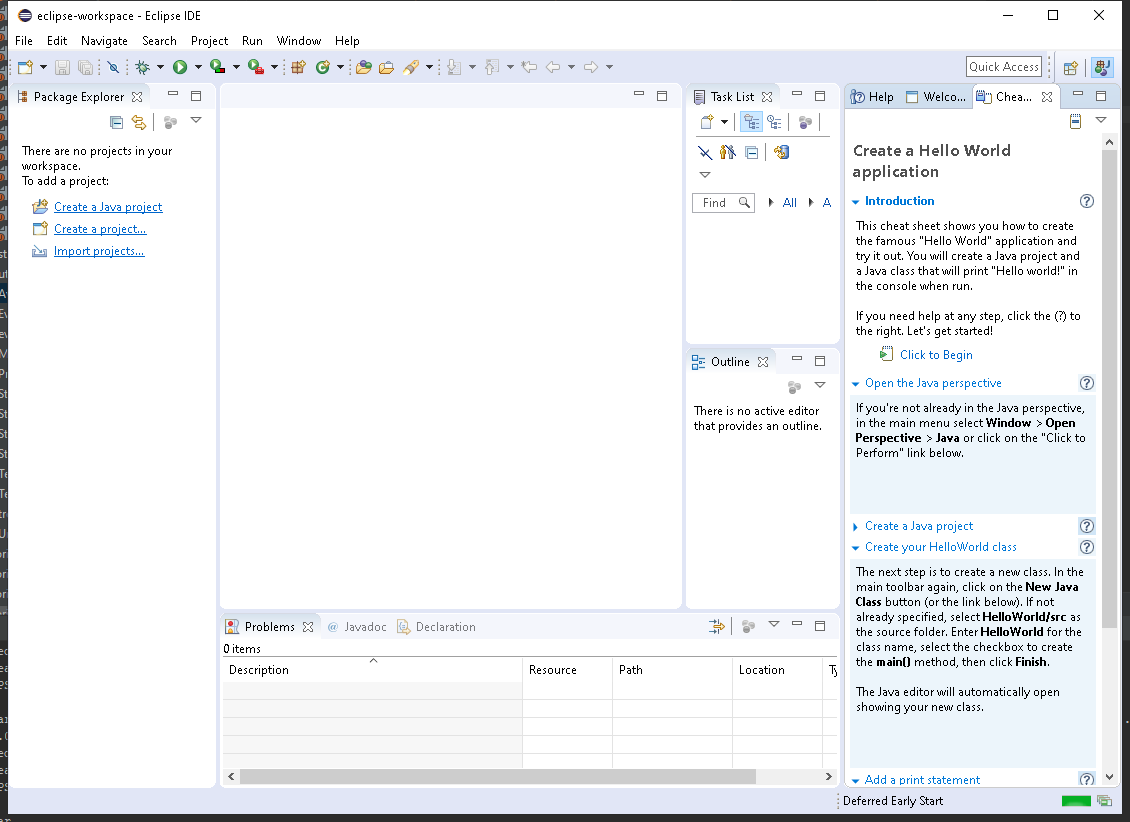 eclipse-workspace - Eclipse IDE
File Edit Navigate Search Project Run Window Help
Quick Access
Package Explorer
There are no projects in your
workspace.
To add a project:
Create a Java project
Create a project...
Import projects...
Task List
Find
All
A
Outline
There is no active editor
that provides an outline.
Problems @ Javadoc Declaration
0 items
Description Resource Path Location Ty
Help Welco... Chea...
Create a Hello World
application
Introduction
This cheat sheet shows you how to create
the famous "Hello World" application and
try it out. You will create a Java project and
a Java class that will print "Hello world!" in
the console when run.
If you need help at any step, click the (?) to
the right. Let's get started!
Click to Begin
Open the Java perspective
If you're not already in the Java perspective,
in the main menu select Window > Open
Perspective > Java or click on the "Click to
Perform" link below.
Create a Java project
Create your HelloWorld class
The next step is to create a new class. In the
main toolbar again, click on the New Java
Class button (or the link below). If not
already specified, select HelloWorld/src as
the source folder. Enter HelloWorld for the
class name, select the checkbox to create
the main() method, then click Finish.
The Java editor will automatically open
showing your new class.
Add a print statement
Deferred Early Start